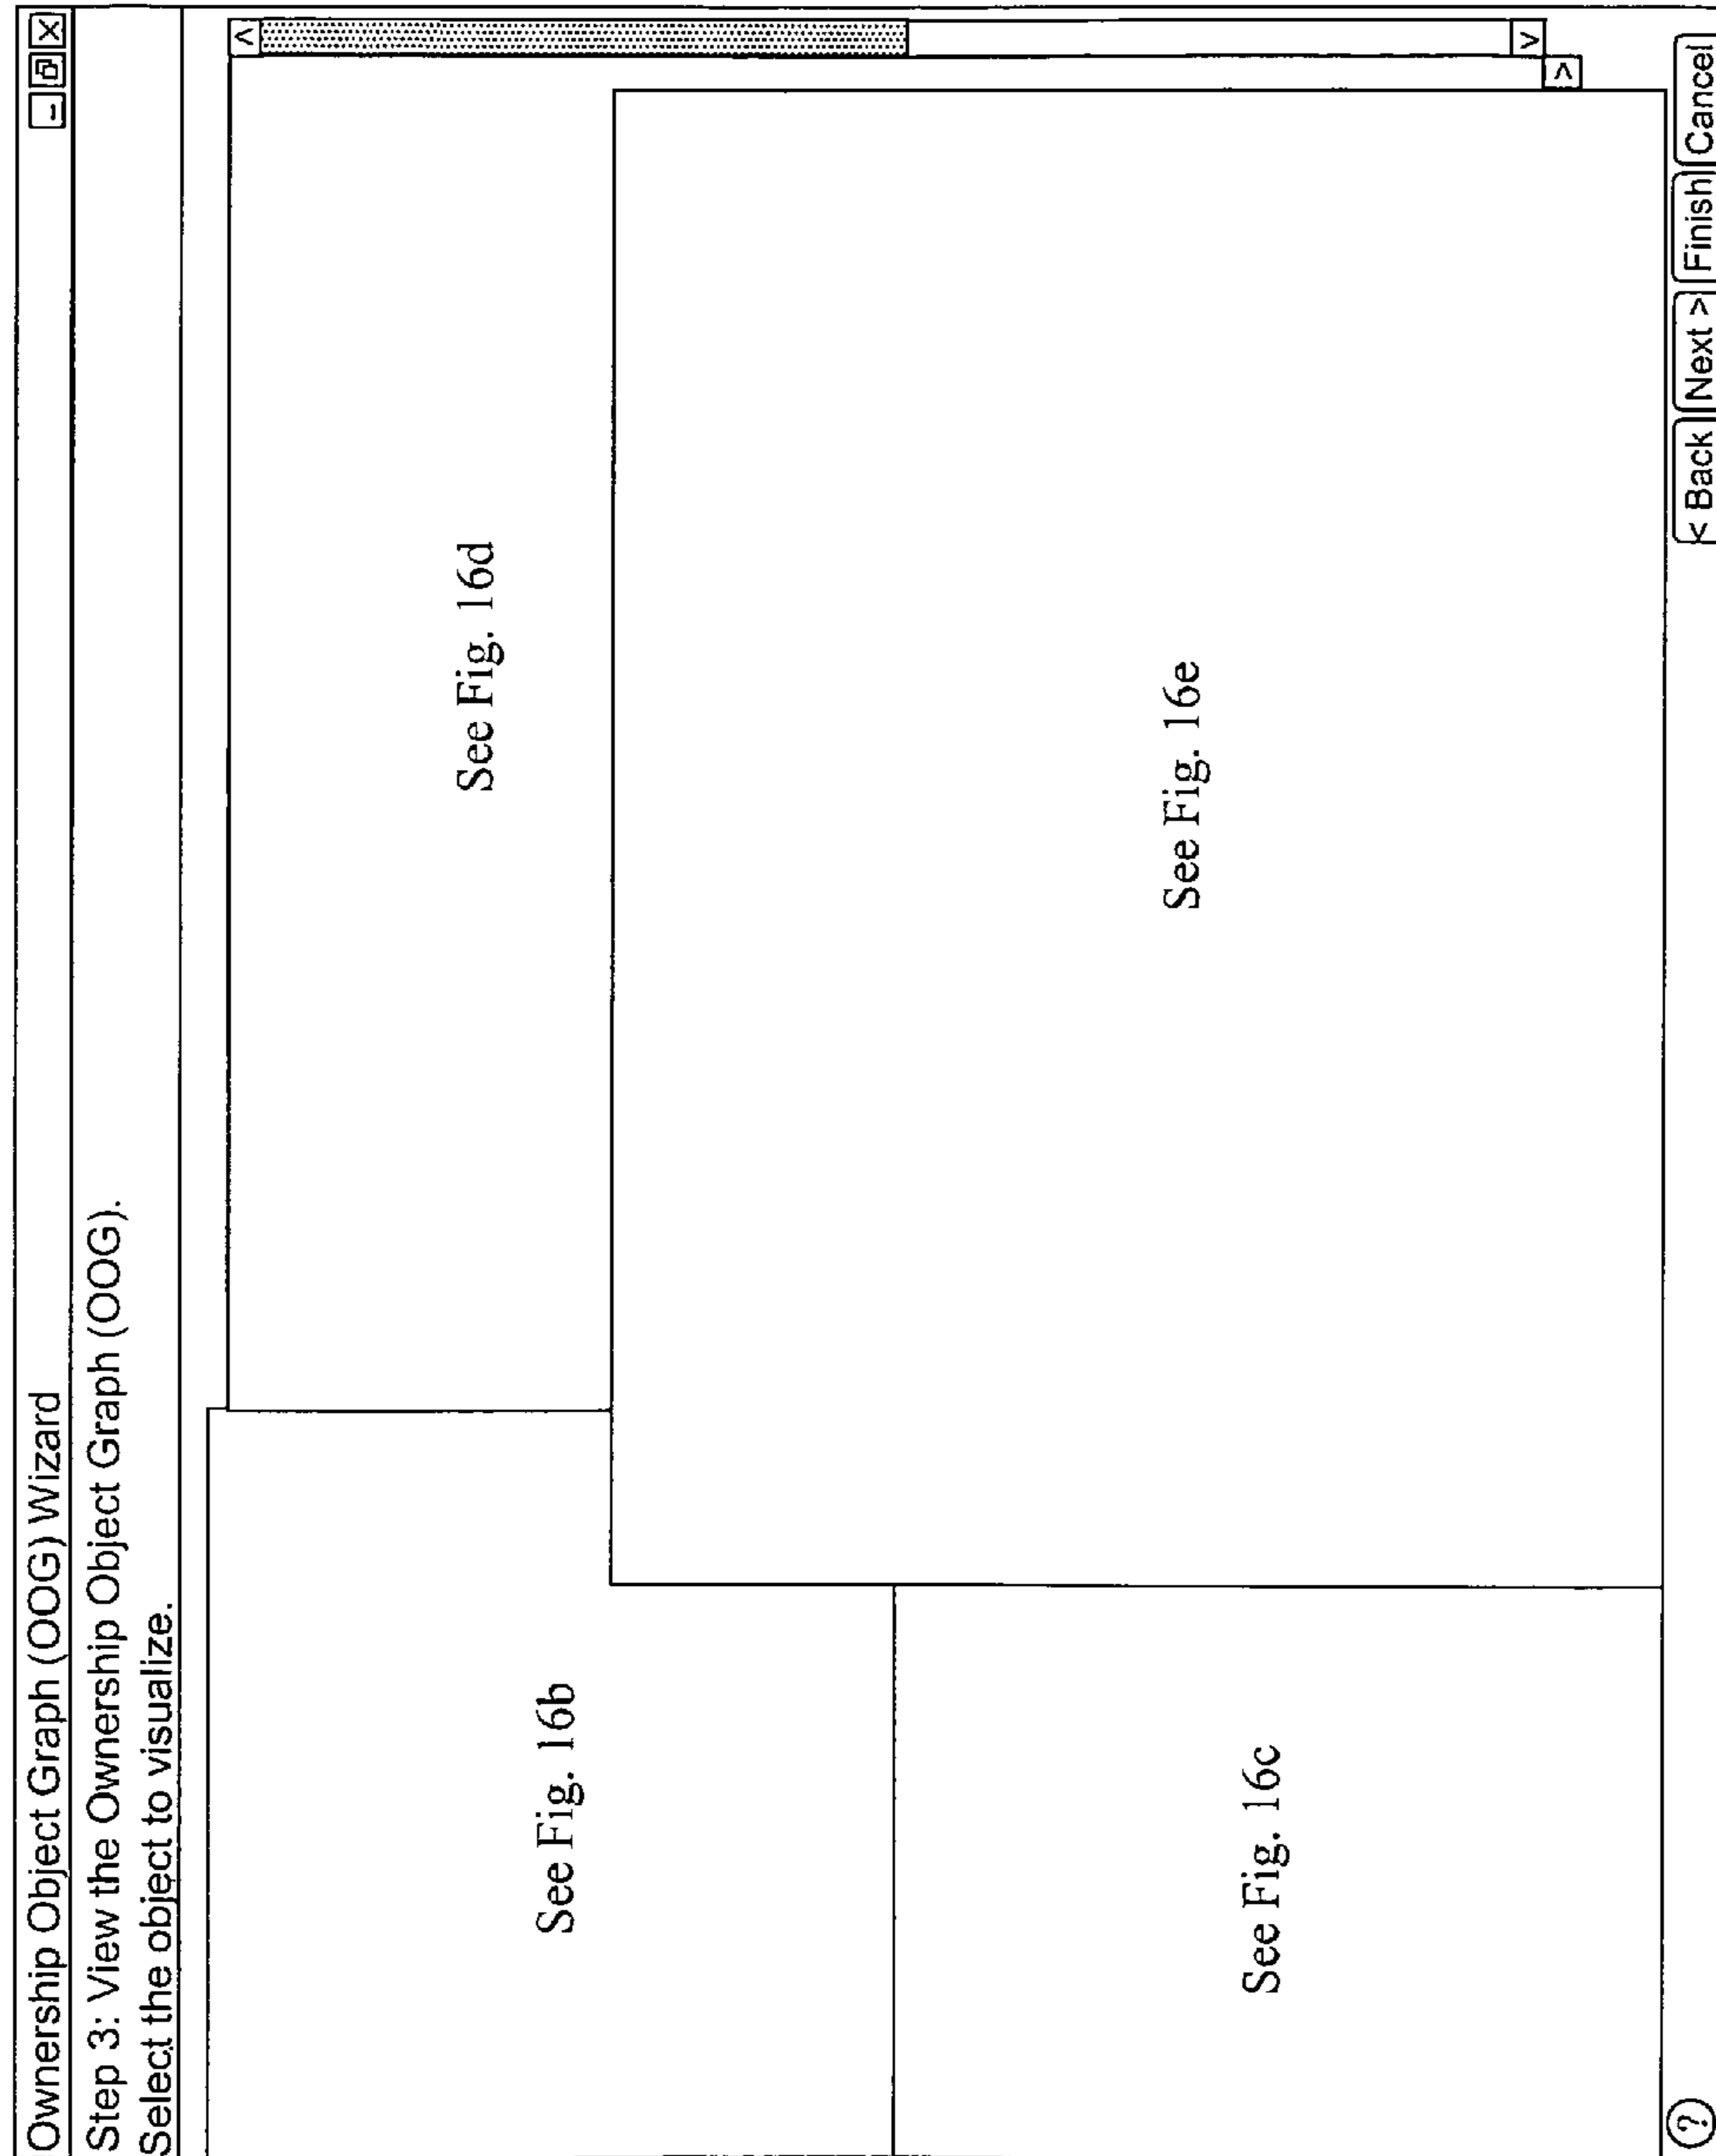 Ownership Object Graph (OOG) Wizard
Step 3: View the Ownership Object Graph (OOG).
Select the object to visualize.
See Fig. 16b
See Fig. 16d
See Fig. 16c
See Fig. 16e
? < Back Next > Finish Cancel